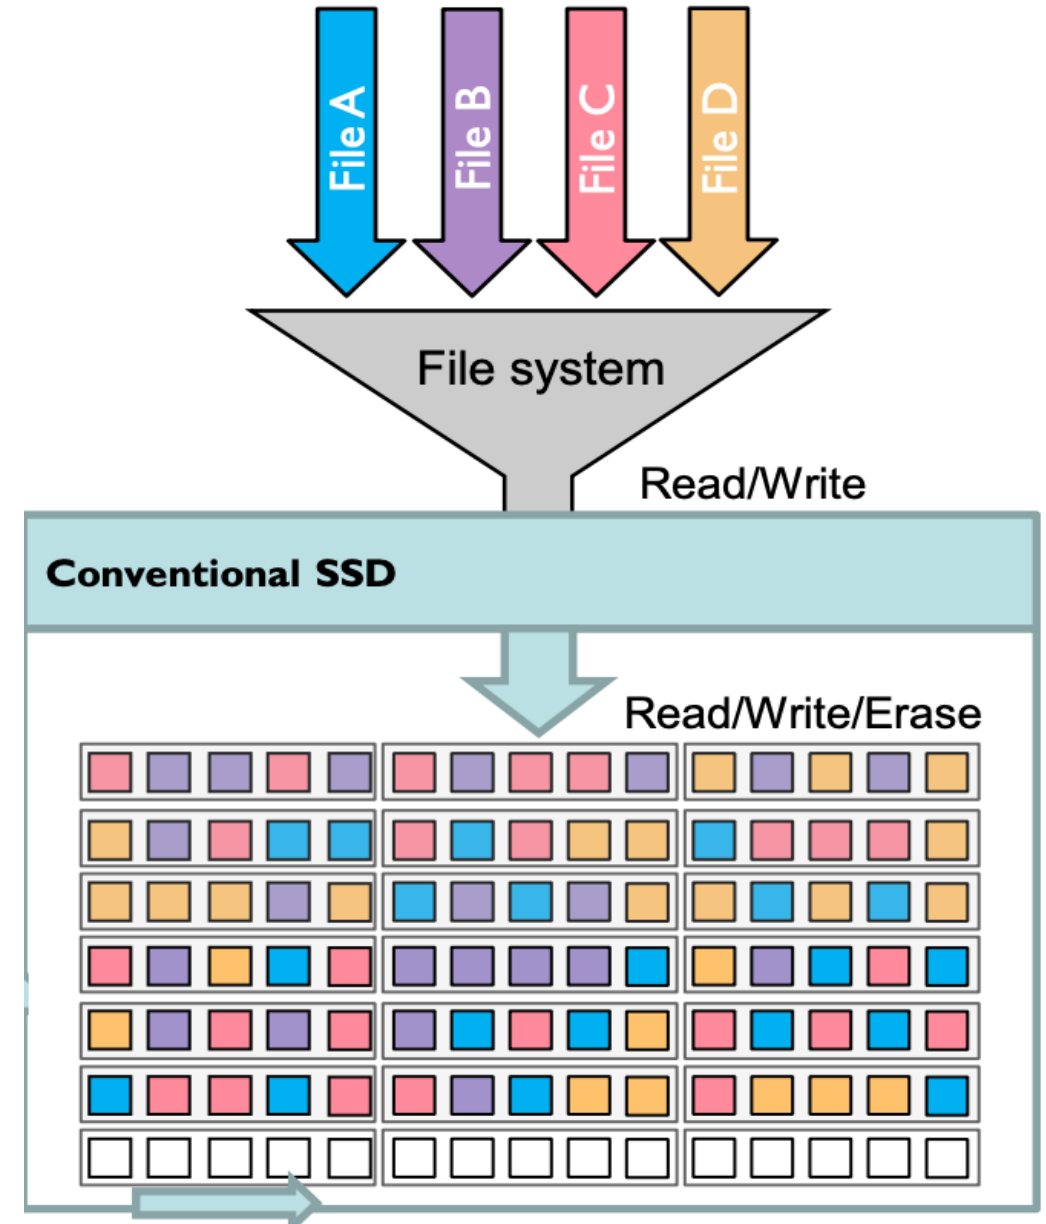 File A
File B
File C
File D
File system
Read/Write
Conventional SSD
Read/Write/Erase